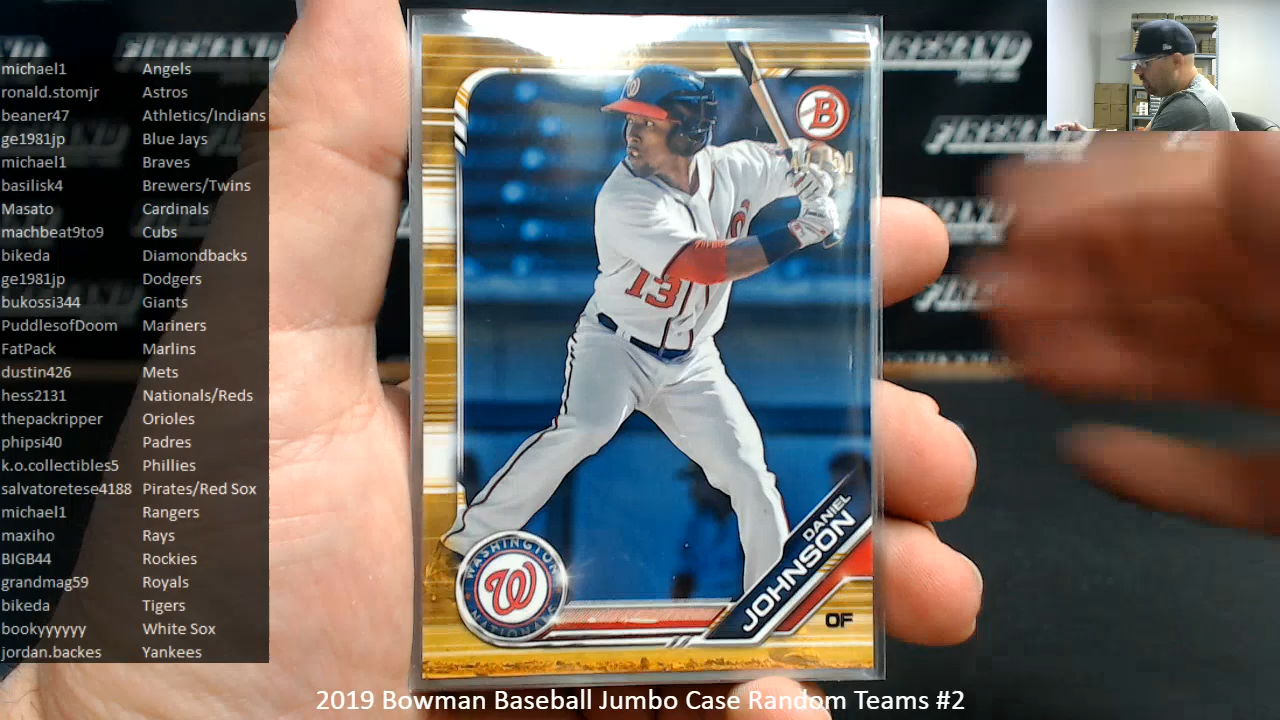 michael1 Angels
ronald.stomjr Astros
beaner47 Athletics/Indians
ge1981jp Blue Jays
michael1 Braves
basilisk4 Brewers/Twins
Masato Cardinals
machbeat9to9 Cubs
bikeda Diamondbacks
ge1981jp Dodgers
bukossi344 Giants
PuddlesofDoom Mariners
FatPack Marlins
dustin426 Mets
hess2131 Nationals/Reds
thepackripper Orioles
phipsi40 Padres
k.o.collectibles5 Phillies
salvatoretese4188 Pirates/Red Sox
michael1 Rangers
maxiho Rays
BIGB44 Rockies
grandmag59 Royals
bikeda Tigers
bookyyyyyy White Sox
jordan.backes Yankees
B
W
13
WASHINGTON
W
NATIONALS
DANIEL
JOHNSON
OF
2019 Bowman Baseball Jumbo Case Random Teams #2